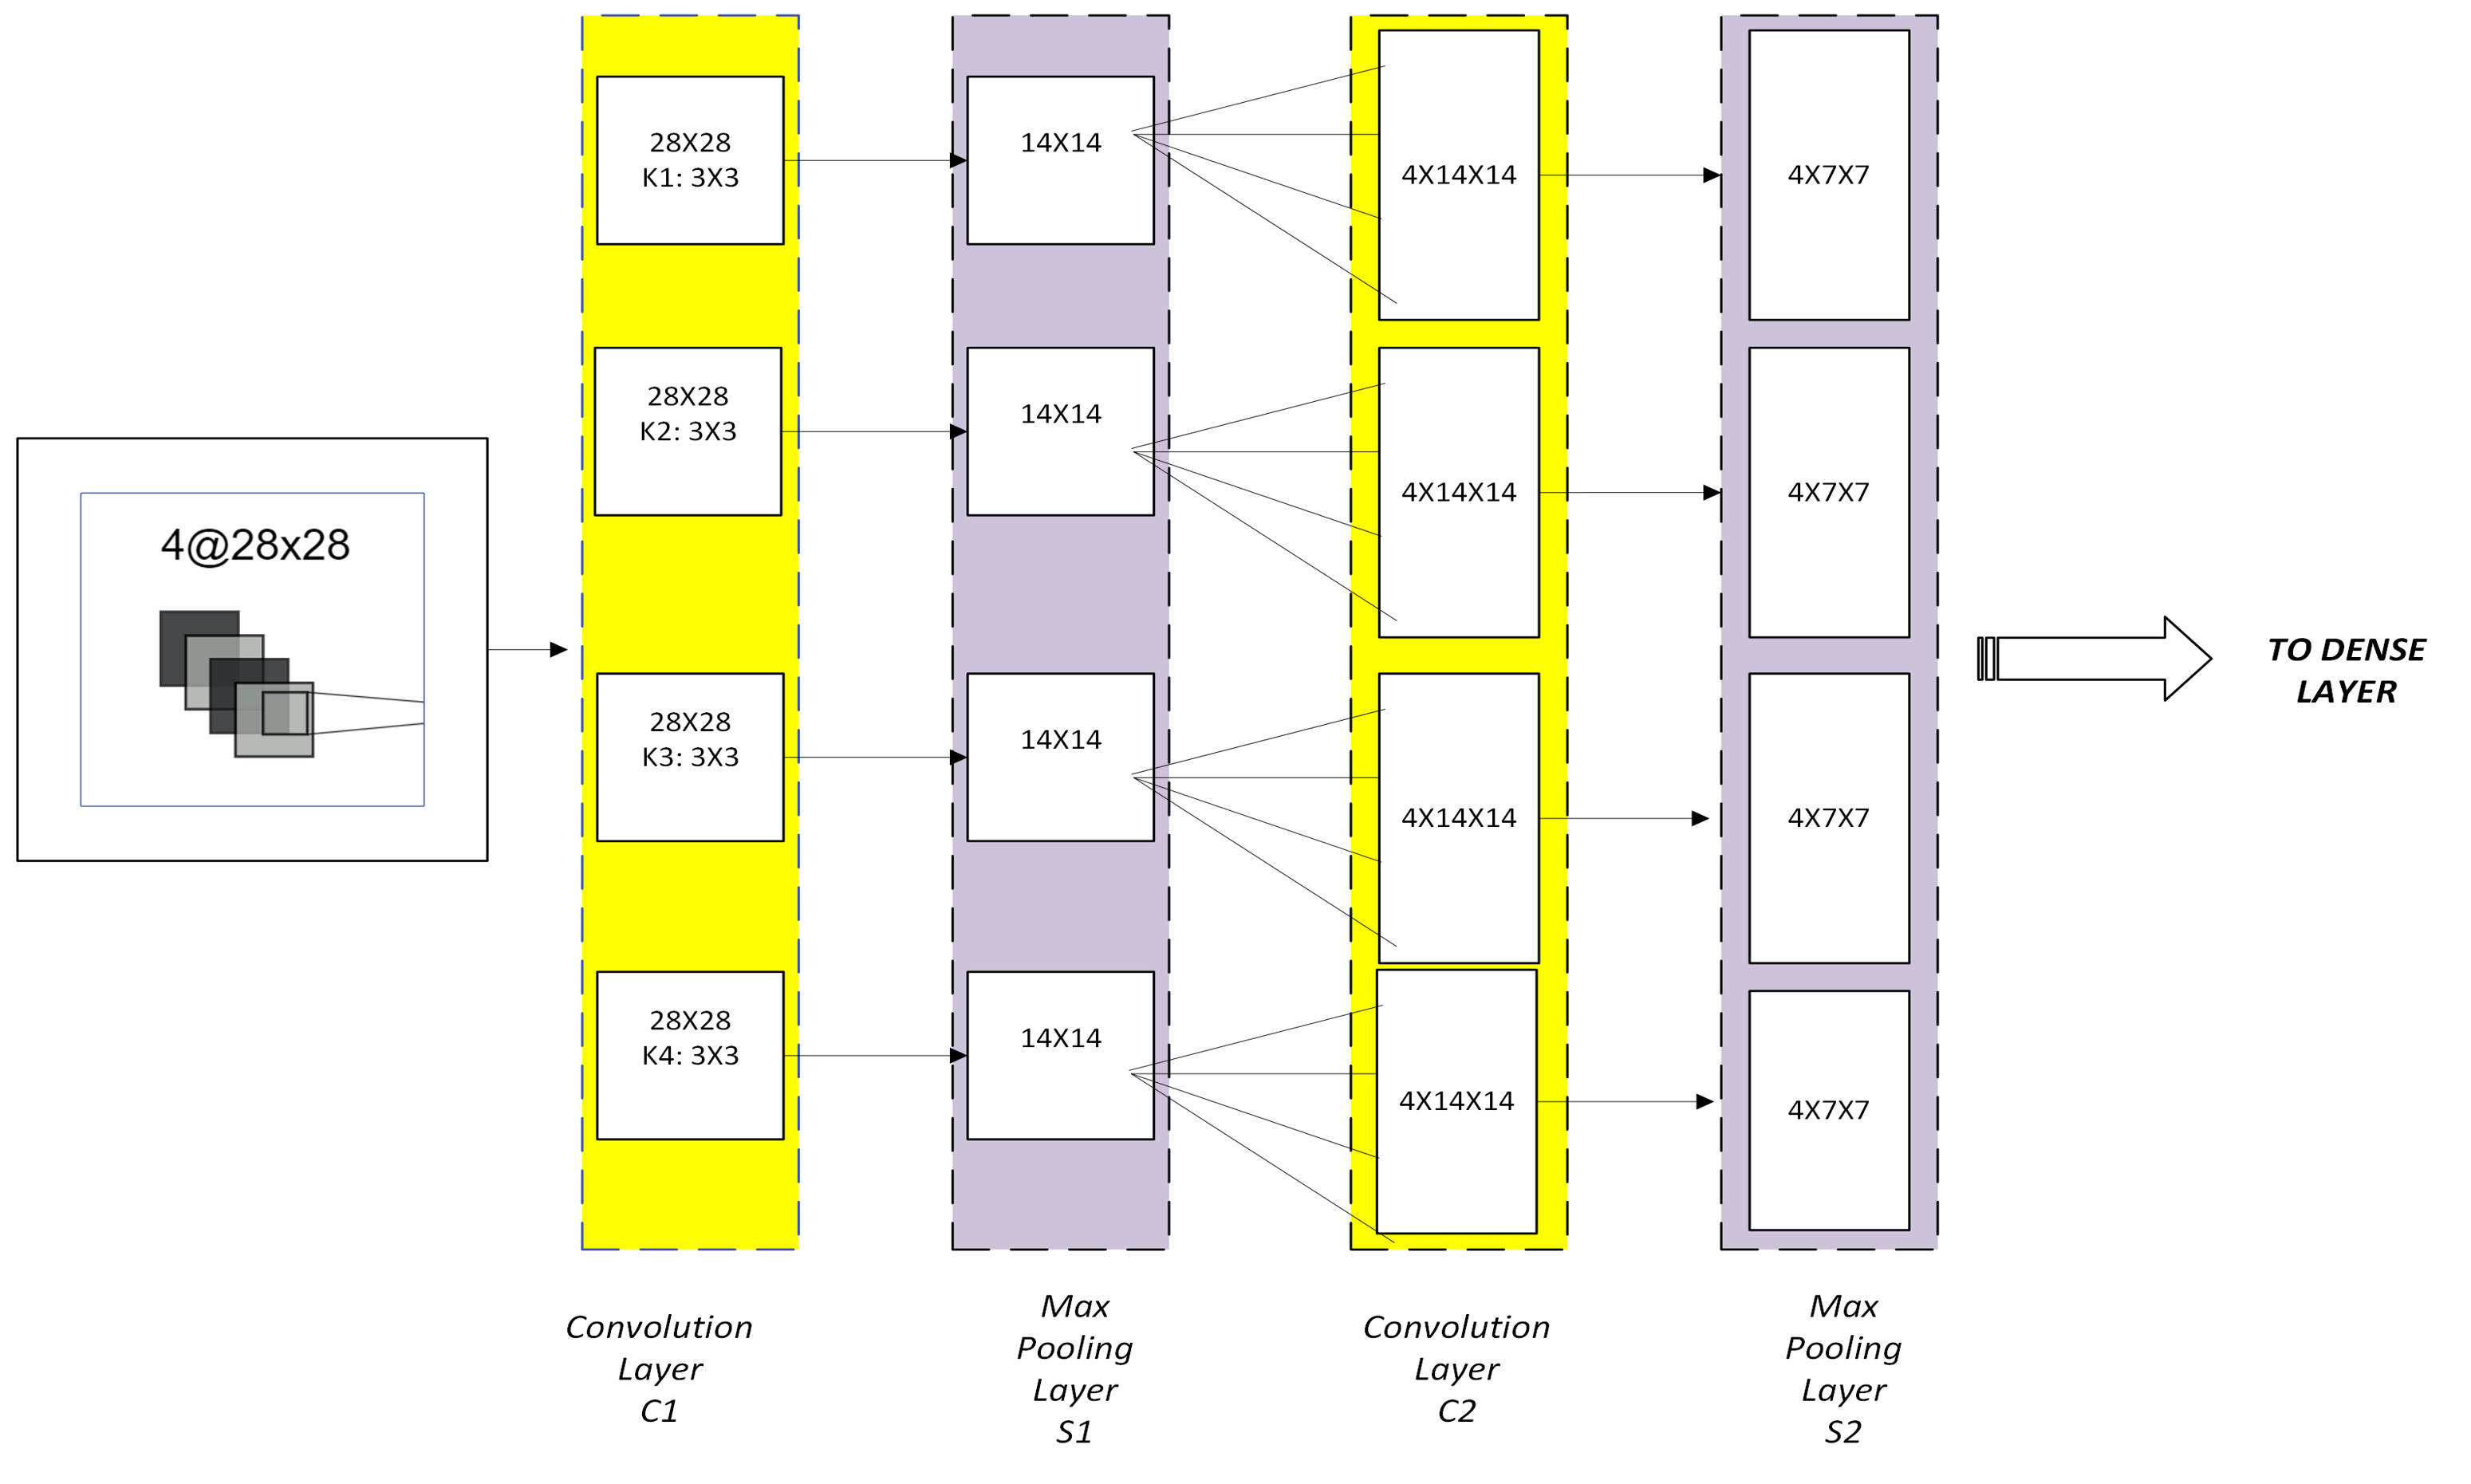 4@28x28
28X28
K1: 3X3
28X28
K2: 3X3
28X28
K3: 3X3
28X28
K4: 3X3
14X14
14X14
14X14
14X14
4X14X14
4X14X14
4X14X14
4X14X14
4X7X7
4X7X7
4X7X7
4X7X7
TO DENSE
LAYER
Convolution
Layer
C1
Max
Pooling
Layer
S1
Convolution
Layer
C2
Max
Pooling
Layer
S2